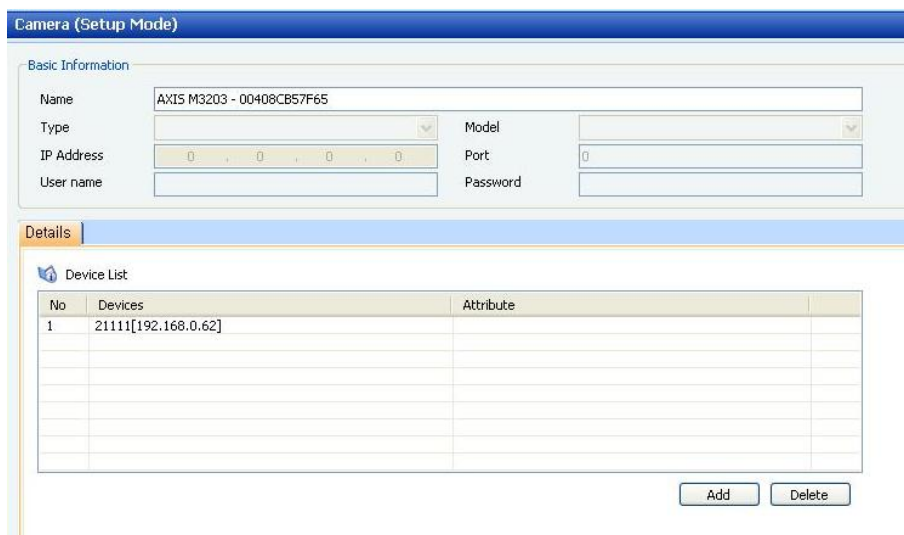 Camera (Setup Mode)
Basic Information
Name AXIS M3203 - 00408CB57F65
Type Model
IP Address 0 . 0 . 0 . 0 Port 0
User name Password
Details
Device List
No Devices Attribute
1 21111[192.168.0.62]
Add Delete